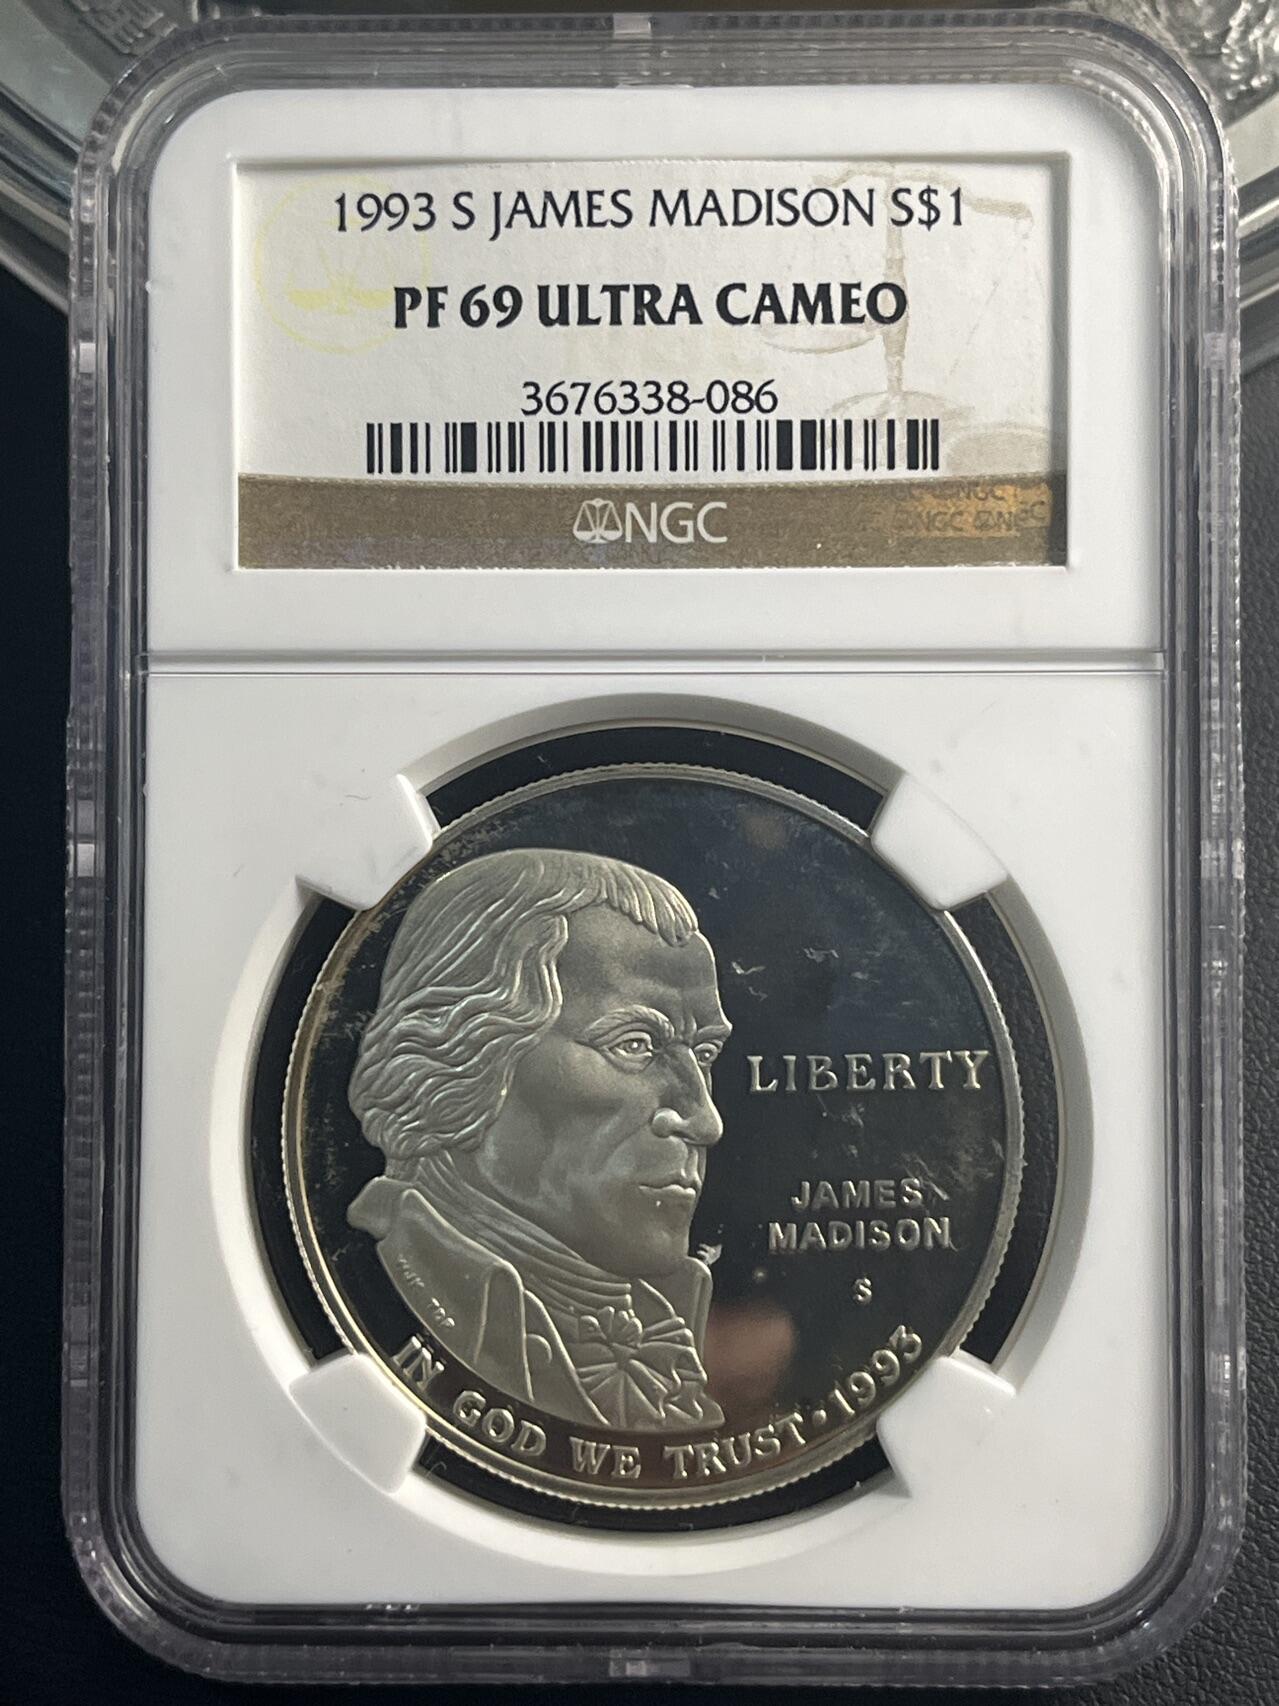 1993 S JAMES MADISON S$1
PF 69 ULTRA CAMEO
3676338-086
NGC
LIBERTY
JAMES
MADISON
S
IN GOD WE TRUST · 1993